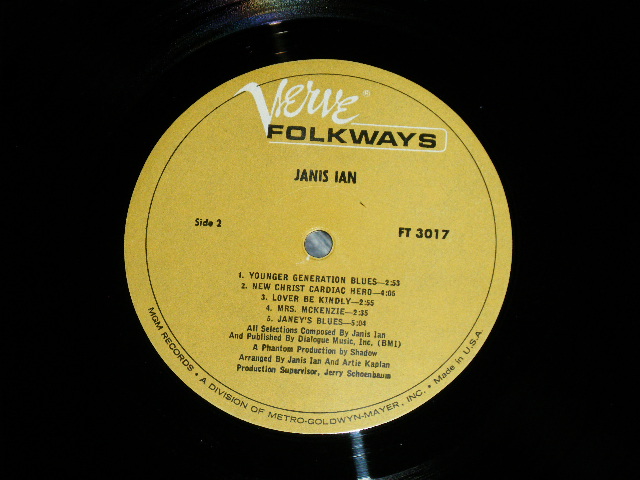 Verve®
FOLKWAYS
JANIS IAN
Side 2
FT 3017
1. YOUNGER GENERATION BLUES—2:53
2. NEW CHRIST CARDIAC HERO—4:05
3. LOVER BE KINDLY—2:55
4. MRS. MCKENZIE—2:35
5. JANEY'S BLUES—5:04
All Selections Composed By Janis Ian
And Published By Dialogue Music, Inc. (BMI)
A Phantom Production by Shadow
Arranged By Janis Ian And Artie Kaplan
Production Supervisor, Jerry Schoenbaum
MGM RECORDS • A DIVISION OF METRO-GOLDWYN-MAYER, INC. • Made in U.S.A.